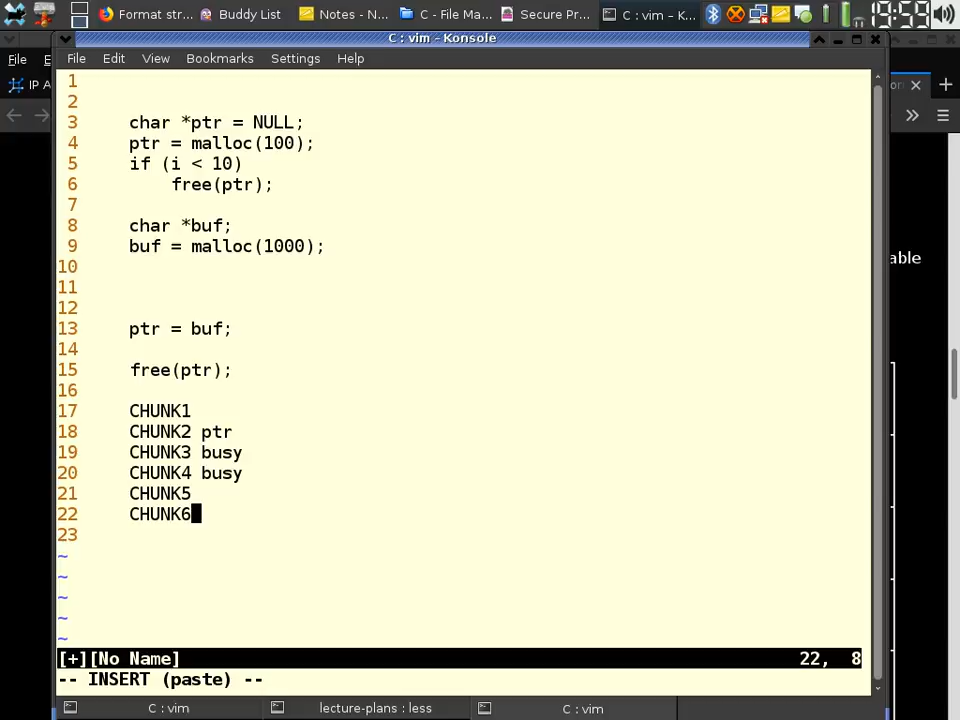 Format str...
Buddy List
Notes - N...
C - File Ma...
Secure Pr...
C : vim – K...
19:59
C : vim – Konsole
File
File Edit View Bookmarks Settings Help
IP A
able
1
2
3 char *ptr = NULL;
4 ptr = malloc(100);
5 if (i < 10)
6 free(ptr);
7
8 char *buf;
9 buf = malloc(1000);
10
11
12
13 ptr = buf;
14
15 free(ptr);
16
17 CHUNK1
18 CHUNK2 ptr
19 CHUNK3 busy
20 CHUNK4 busy
21 CHUNK5
22 CHUNK6
23
~
~
~
~
~
[+][No Name] 22, 8
-- INSERT (paste) --
C : vim
lecture-plans : less
C : vim